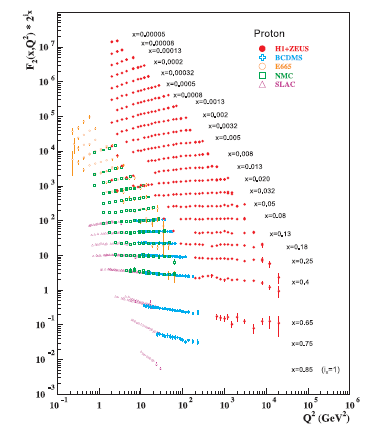 F₂(x,Q²) * 2^iₓ
Proton
H1+ZEUS
BCDMS
E665
NMC
SLAC
x=0.00005
x=0.00008
x=0.00013
x=0.0002
x=0.00032
x=0.0005
x=0.0008
x=0.0013
x=0.002
x=0.0032
x=0.005
x=0.008
x=0.013
x=0.020
x=0.032
x=0.05
x=0.08
x=0.13
x=0.18
x=0.25
x=0.4
x=0.65
x=0.75
x=0.85 (iₓ=1)
10⁷
10⁶
10⁵
10⁴
10³
10²
10
1
10⁻¹
10⁻²
10⁻³
10⁻¹ 1 10 10² 10³ 10⁴ 10⁵ 10⁶
Q² (GeV²)